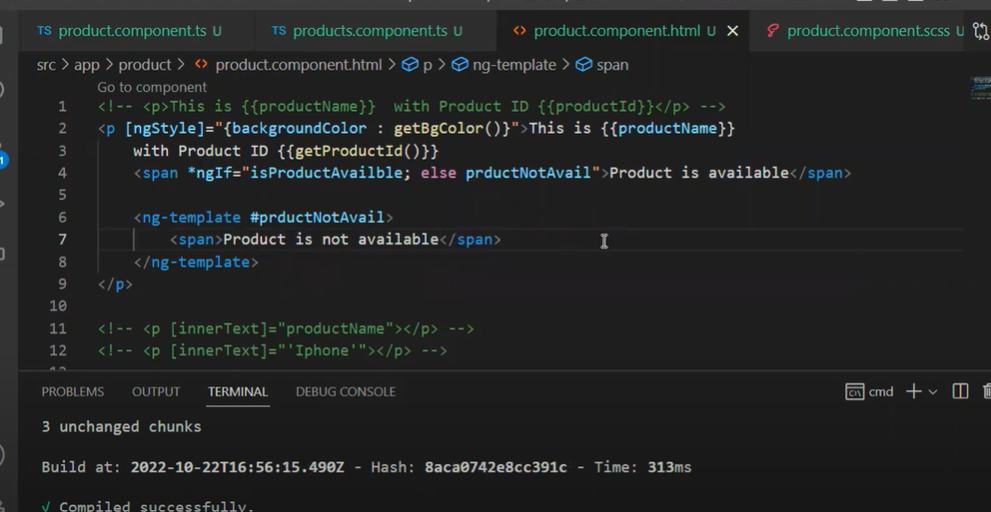 TS product.component.ts U TS products.component.ts U <> product.component.html U × product.component.scss U
src > app > product > <> product.component.html > p > ng-template > span
Go to component
1 <!-- <p>This is {{productName}}  with Product ID {{productId}}</p> -->
2 <p [ngStyle]="{backgroundColor : getBgColor()}">This is {{productName}}
3     with Product ID {{getProductId()}}
4     <span *ngIf="isProductAvailble; else prductNotAvail">Product is available</span>
5
6     <ng-template #prductNotAvail>
7         <span>Product is not available</span>
8     </ng-template>
9 </p>
10
11 <!-- <p [innerText]="productName"></p> -->
12 <!-- <p [innerText]="'Iphone'"></p> -->
PROBLEMS OUTPUT TERMINAL DEBUG CONSOLE cmd
3 unchanged chunks
Build at: 2022-10-22T16:56:15.490Z - Hash: 8aca0742e8cc391c - Time: 313ms
√ Compiled successfully.